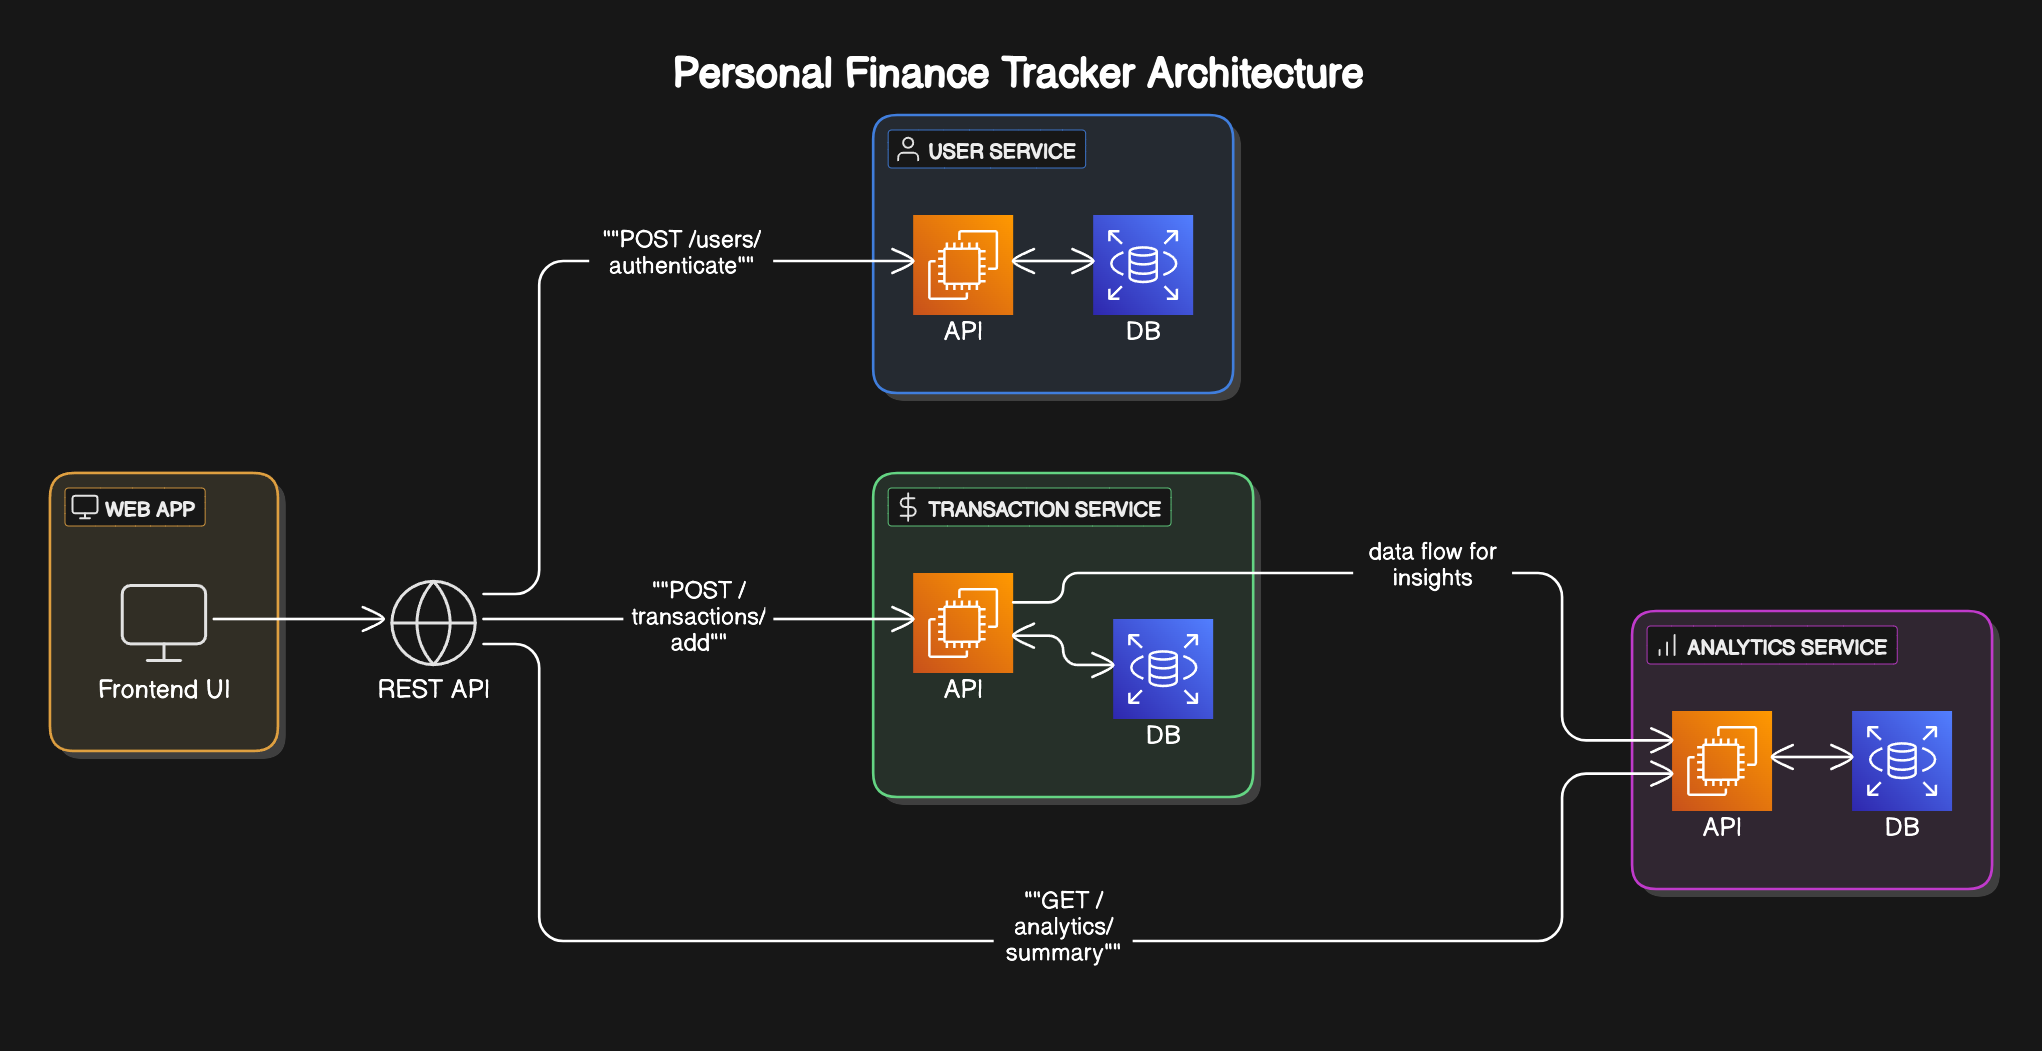 Personal Finance Tracker Architecture
USER SERVICE
""POST /users/
authenticate""
API
DB
WEB APP
Frontend UI
REST API
""POST /
transactions/
add""
TRANSACTION SERVICE
API
DB
data flow for
insights
ANALYTICS SERVICE
API
DB
""GET /
analytics/
summary""